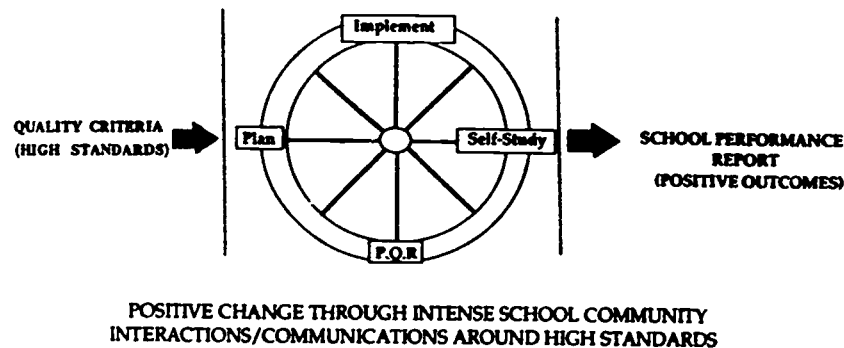 Implement
QUALITY CRITERIA
(HIGH STANDARDS)
Plan
Self-Study
SCHOOL PERFORMANCE
REPORT
(POSITIVE OUTCOMES)
P.Q.R
POSITIVE CHANGE THROUGH INTENSE SCHOOL COMMUNITY
INTERACTIONS/COMMUNICATIONS AROUND HIGH STANDARDS